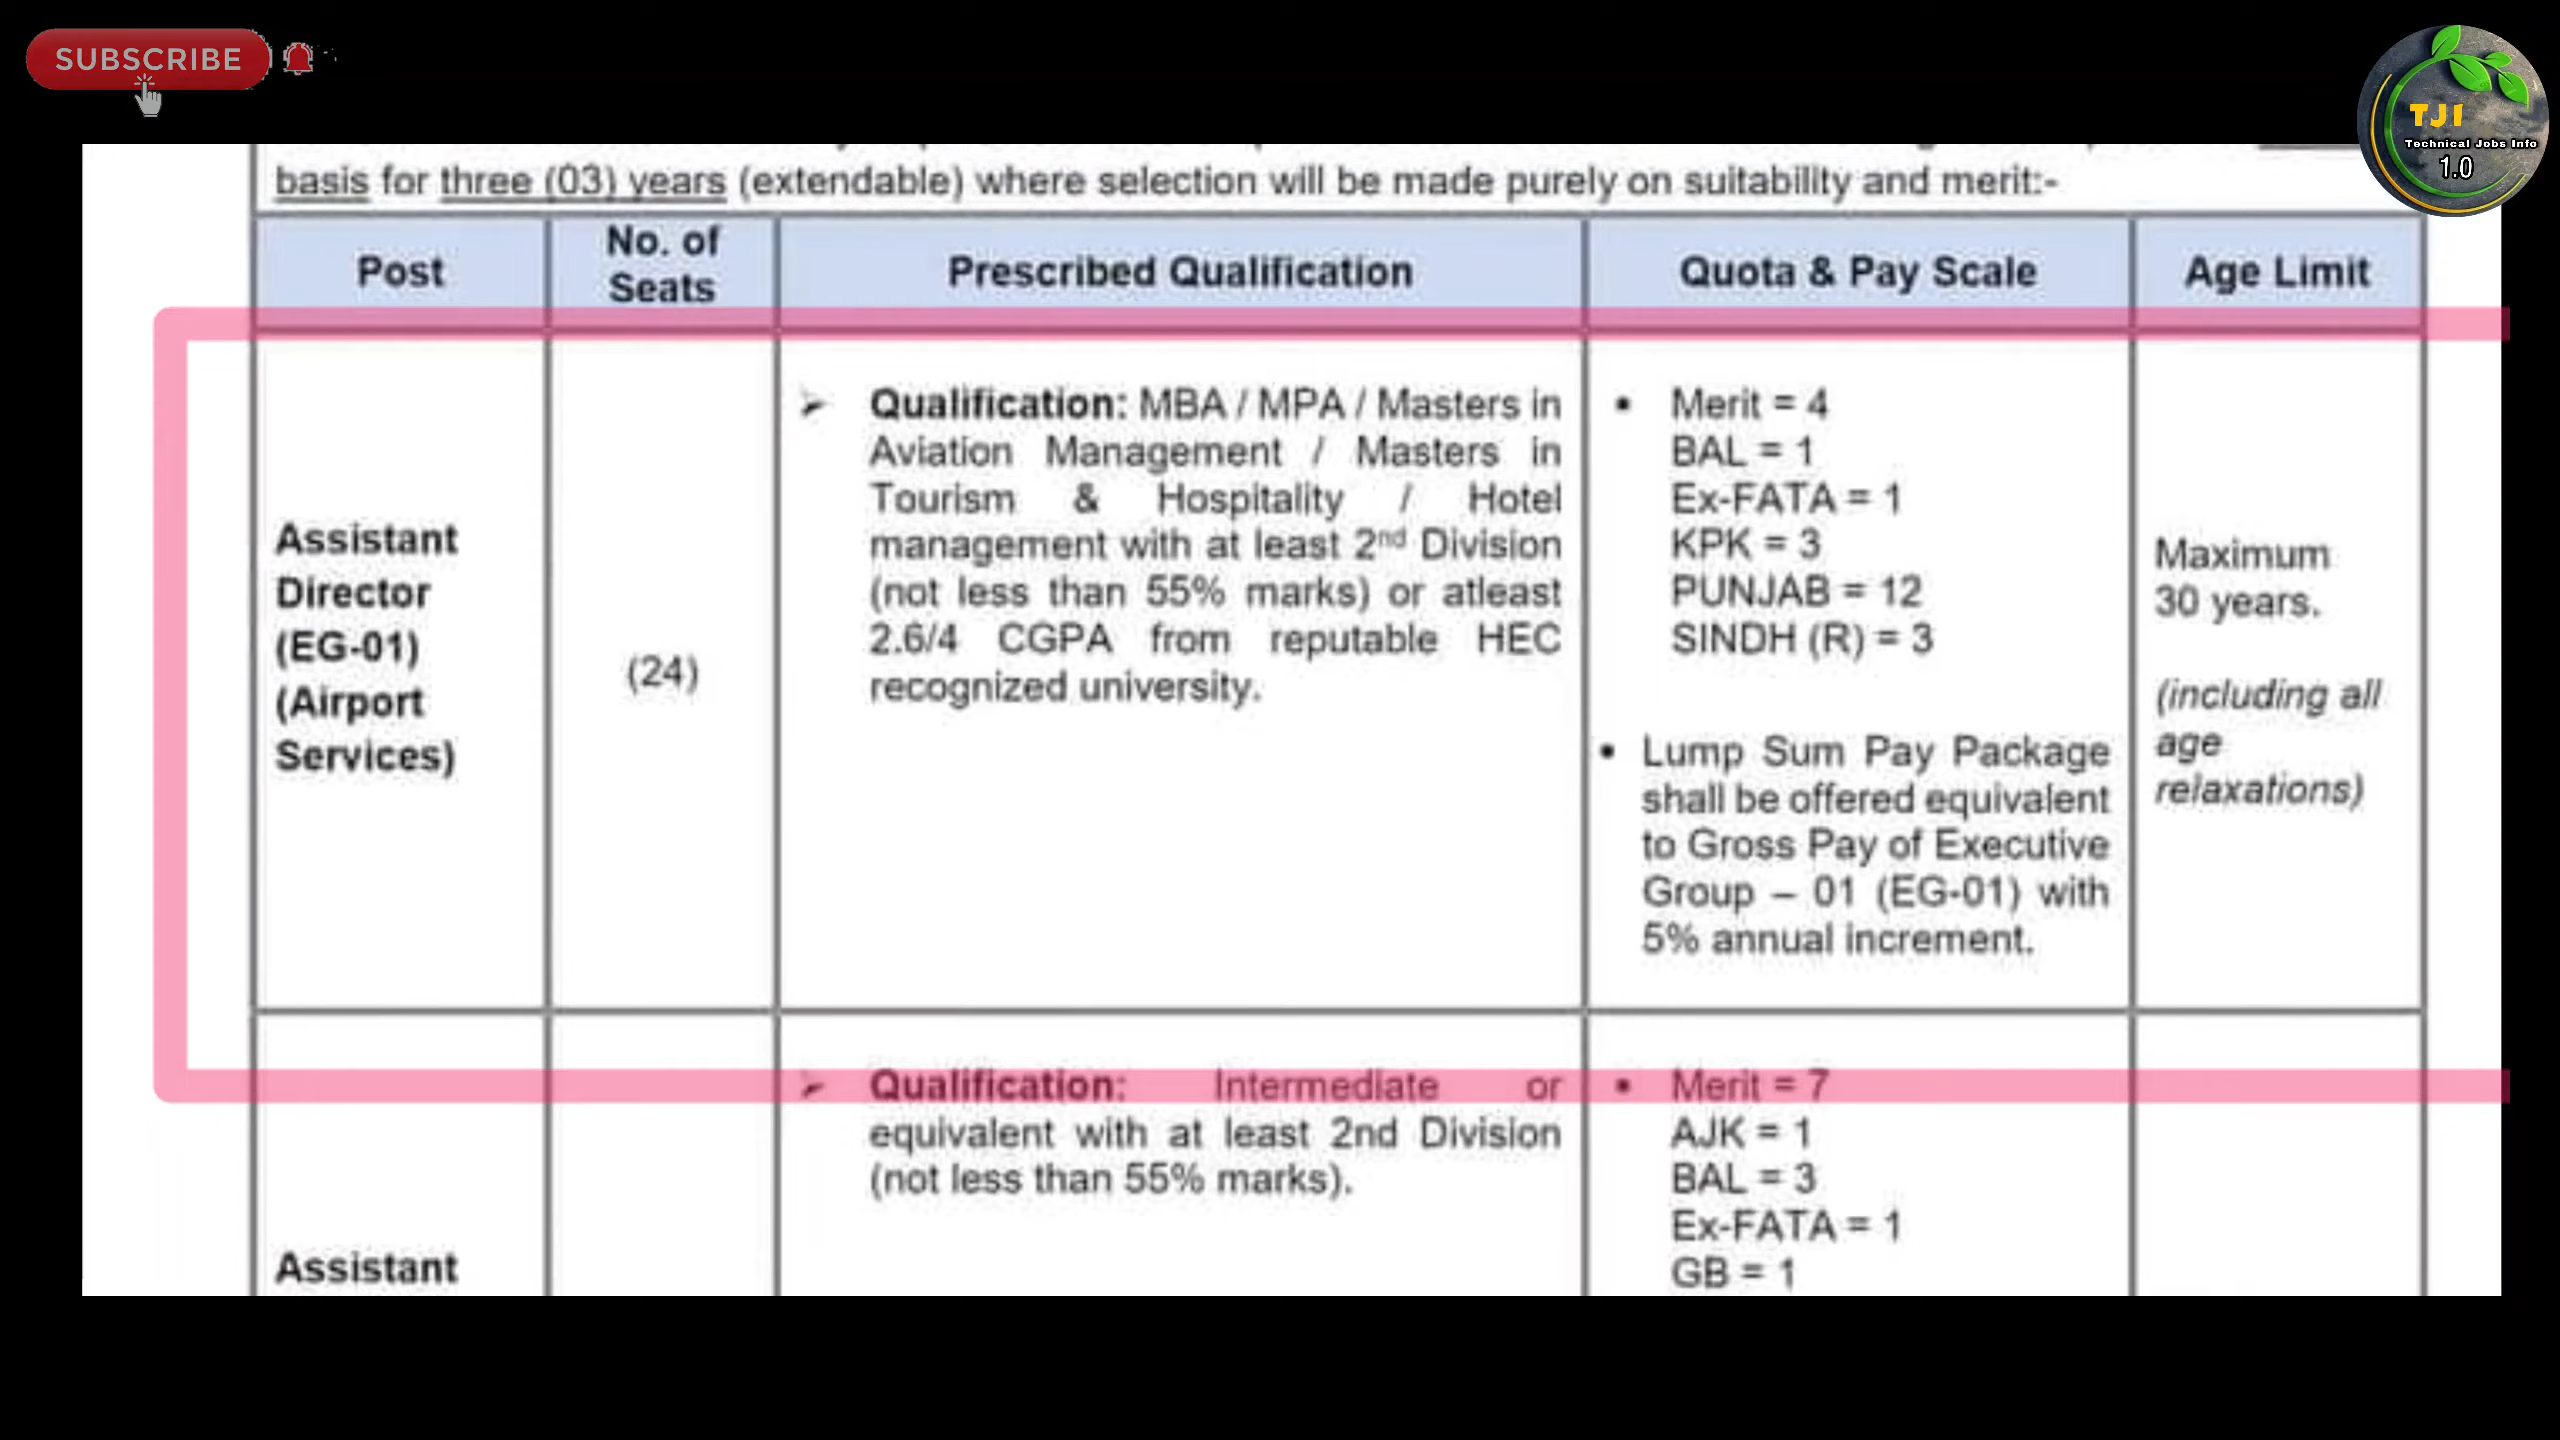 SUBSCRIBE
TJI
Technical Jobs Info
1.0
basis for three (03) years (extendable) where selection will be made purely on suitability and merit:-
Post
No. of
Seats
Prescribed Qualification
Quota & Pay Scale
Age Limit
Assistant
Director
(EG-01)
(Airport
Services)
(24)
➢ Qualification: MBA / MPA / Masters in
Aviation Management / Masters in
Tourism & Hospitality / Hotel
management with at least 2nd Division
(not less than 55% marks) or atleast
2.6/4 CGPA from reputable HEC
recognized university.
• Merit = 4
BAL = 1
Ex-FATA = 1
KPK = 3
PUNJAB = 12
SINDH (R) = 3
• Lump Sum Pay Package
shall be offered equivalent
to Gross Pay of Executive
Group – 01 (EG-01) with
5% annual increment.
Maximum
30 years.
(including all
age
relaxations)
Assistant
➢ Qualification: Intermediate or
equivalent with at least 2nd Division
(not less than 55% marks).
• Merit = 7
AJK = 1
BAL = 3
Ex-FATA = 1
GB = 1